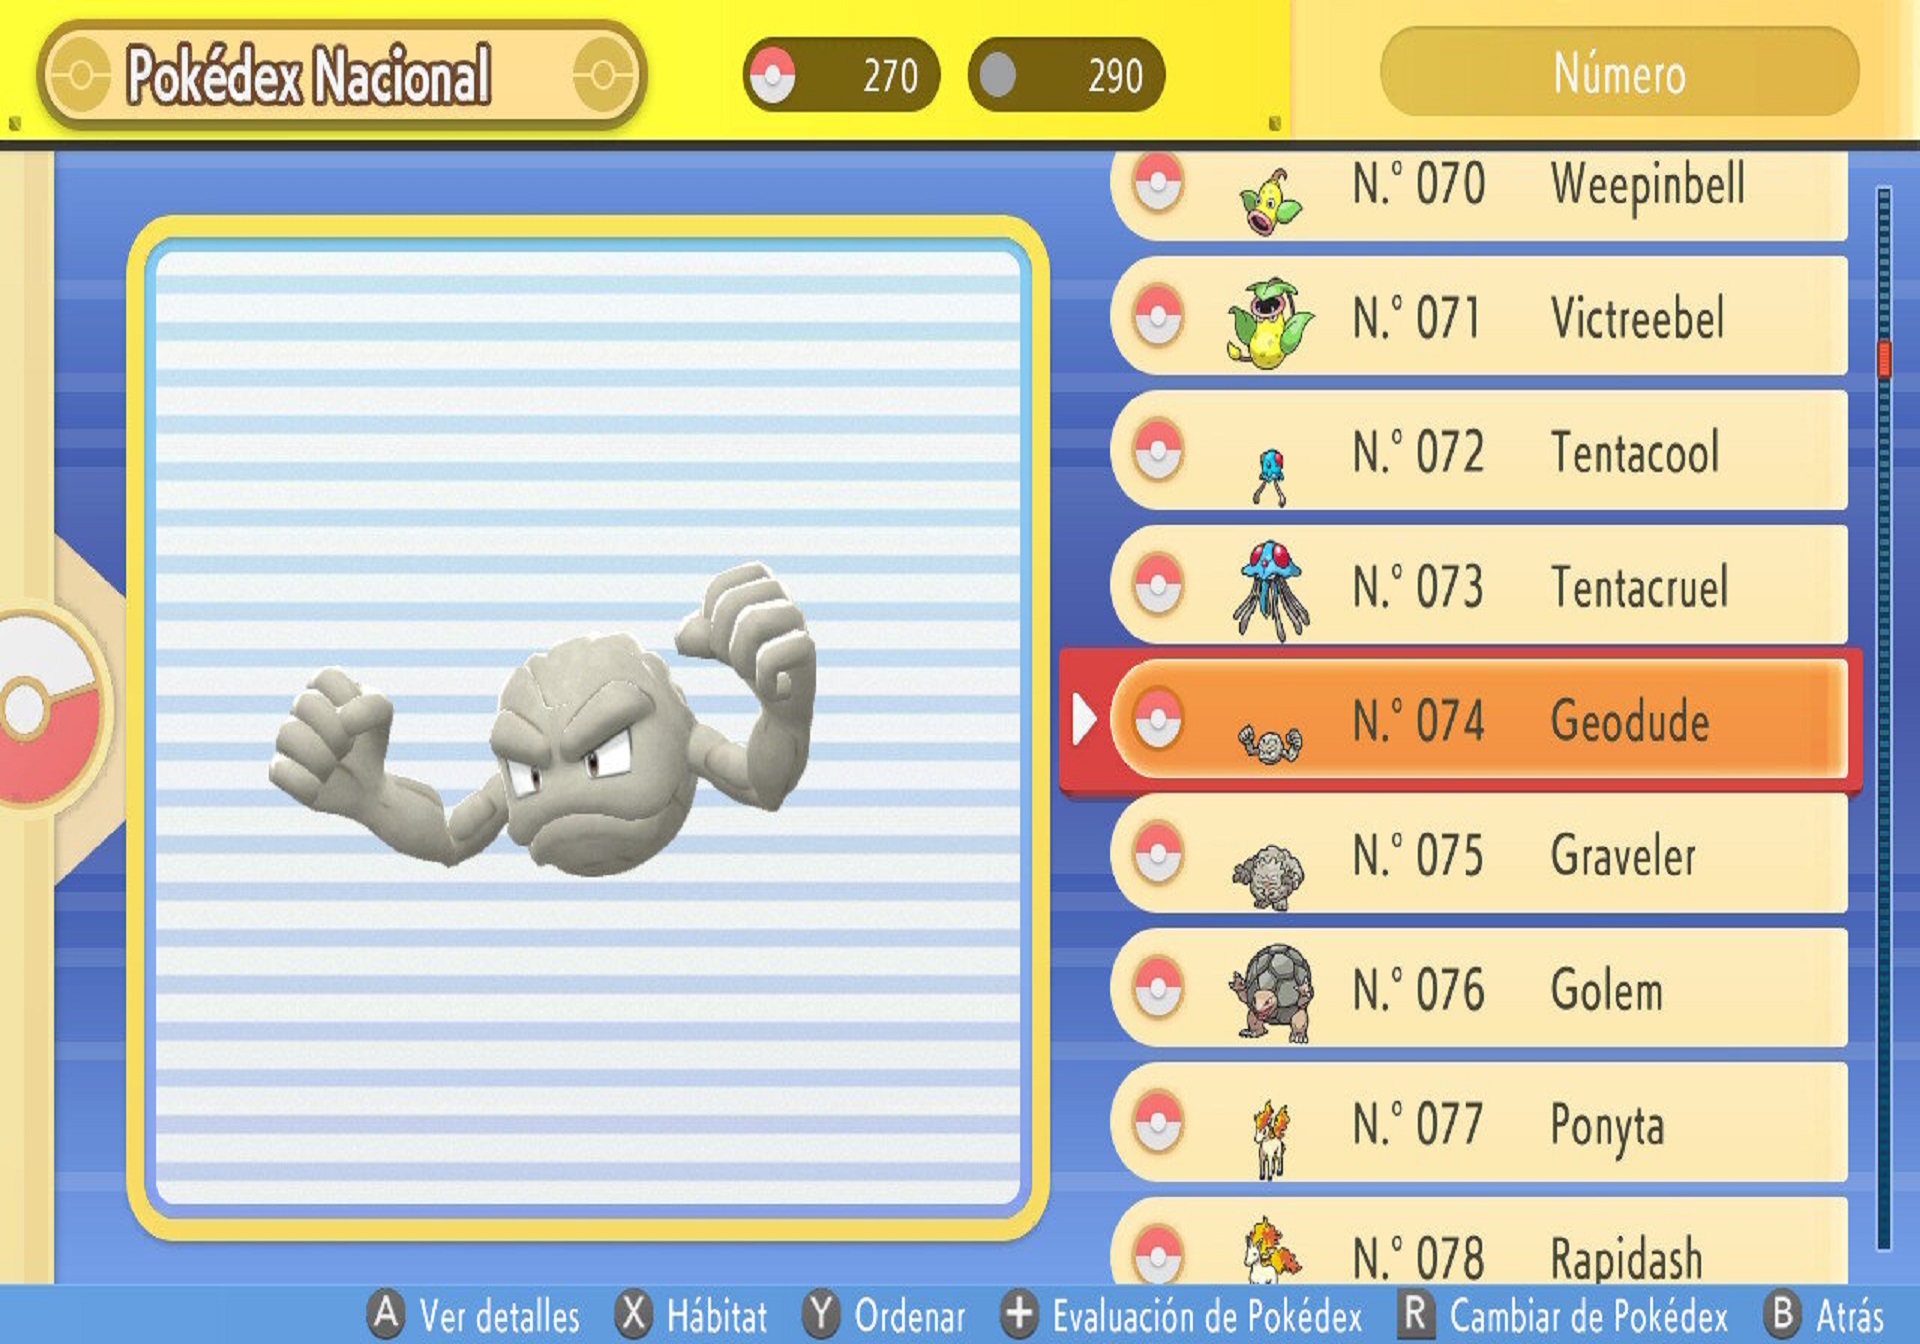 Pokédex Nacional
270
290
Número
N.° 070 Weepinbell
N.° 071 Victreebel
N.° 072 Tentacool
N.° 073 Tentacruel
N.° 074 Geodude
N.° 075 Graveler
N.° 076 Golem
N.° 077 Ponyta
N.° 078 Rapidash
A Ver detalles X Hábitat Y Ordenar + Evaluación de Pokédex R Cambiar de Pokédex B Atrás